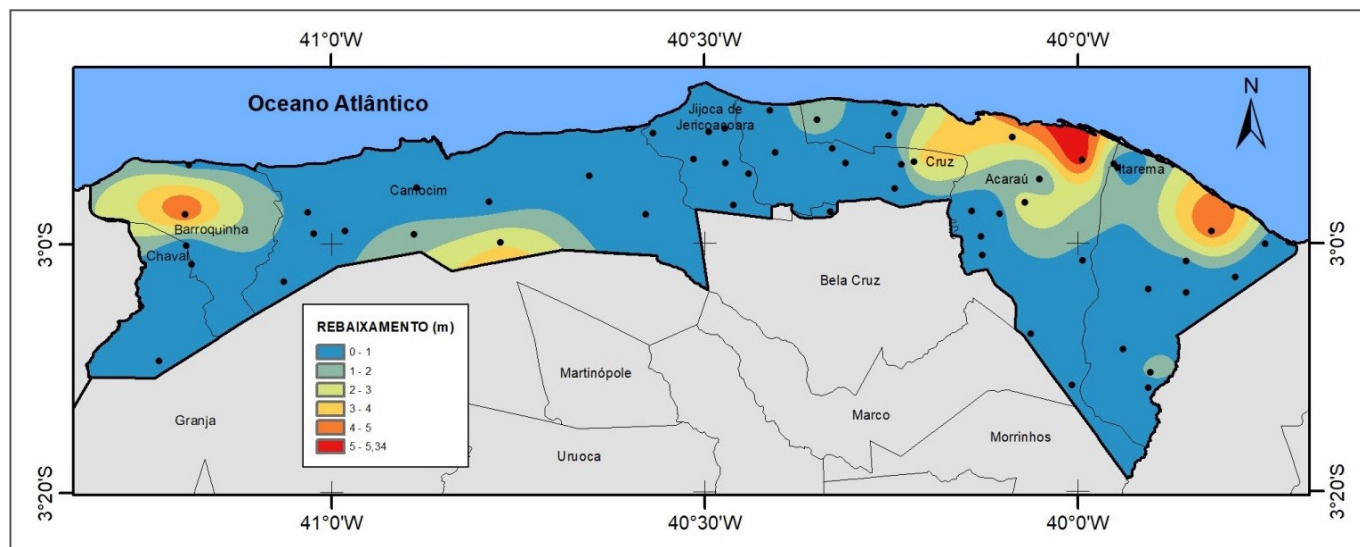 41°0'W
40°30'W
40°0'W
Oceano Atlântico
N
Jijoca de
Jericoacoara
Cruz
Itarema
Acaraú
Camocim
Barroquinha
Chaval
3°0'S
3°0'S
Bela Cruz
REBAIXAMENTO (m)
0 - 1
1 - 2
2 - 3
3 - 4
4 - 5
5 - 5,34
Martinópole
Granja
Marco
Morrinhos
Uruoca
3°20'S
3°20'S
41°0'W
40°30'W
40°0'W